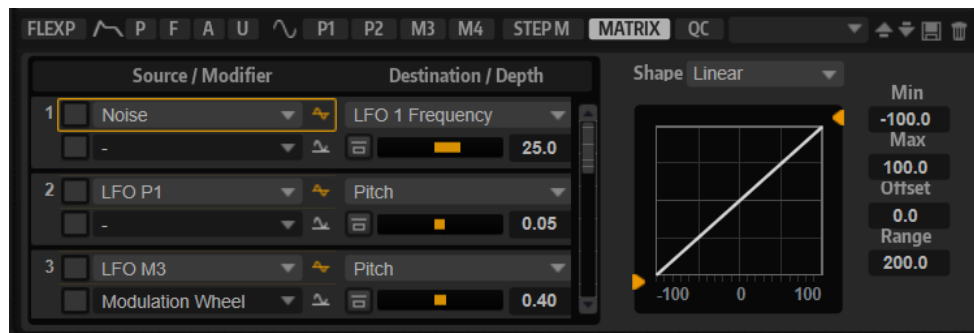 FLEXP P F A U P1 P2 M3 M4 STEP M MATRIX QC
Source / Modifier Destination / Depth Shape Linear
Min
1 Noise LFO 1 Frequency -100.0
Max
- 25.0
100.0
2 LFO P1 Pitch Offset
- 0.05 0.0
Range
3 LFO M3 Pitch 200.0
Modulation Wheel 0.40 -100 0 100